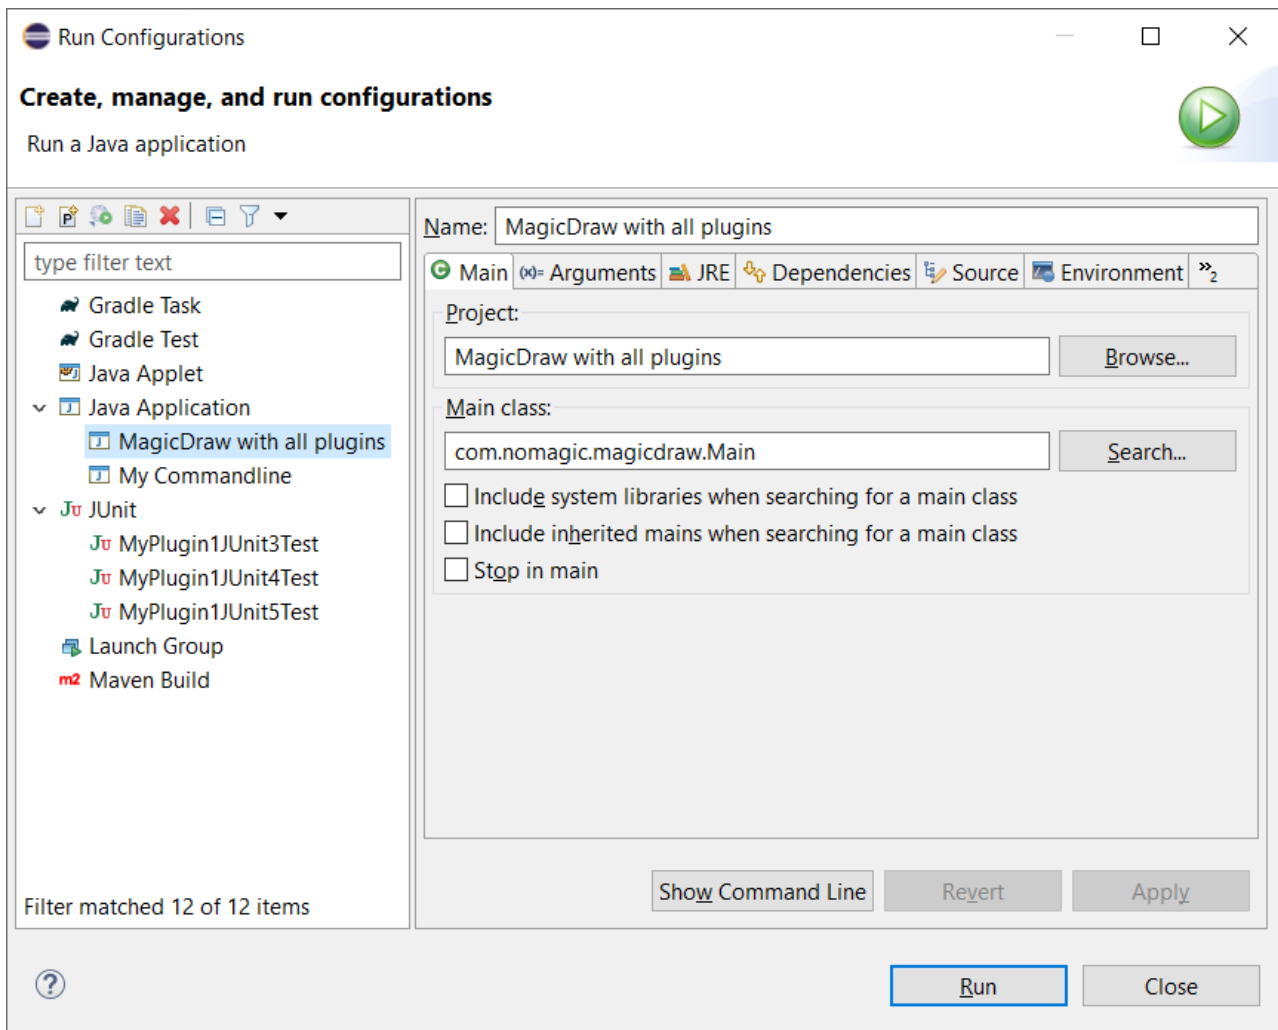 Run Configurations
Create, manage, and run configurations
Run a Java application
type filter text
Gradle Task
Gradle Test
Java Applet
Java Application
MagicDraw with all plugins
My Commandline
JUnit
MyPlugin1JUnit3Test
MyPlugin1JUnit4Test
MyPlugin1JUnit5Test
Launch Group
m2 Maven Build
Filter matched 12 of 12 items
Name: MagicDraw with all plugins
Main (x)= Arguments JRE Dependencies Source Environment »2
Project:
MagicDraw with all plugins Browse...
Main class:
com.nomagic.magicdraw.Main Search...
Include system libraries when searching for a main class
Include inherited mains when searching for a main class
Stop in main
Show Command Line Revert Apply
? Run Close